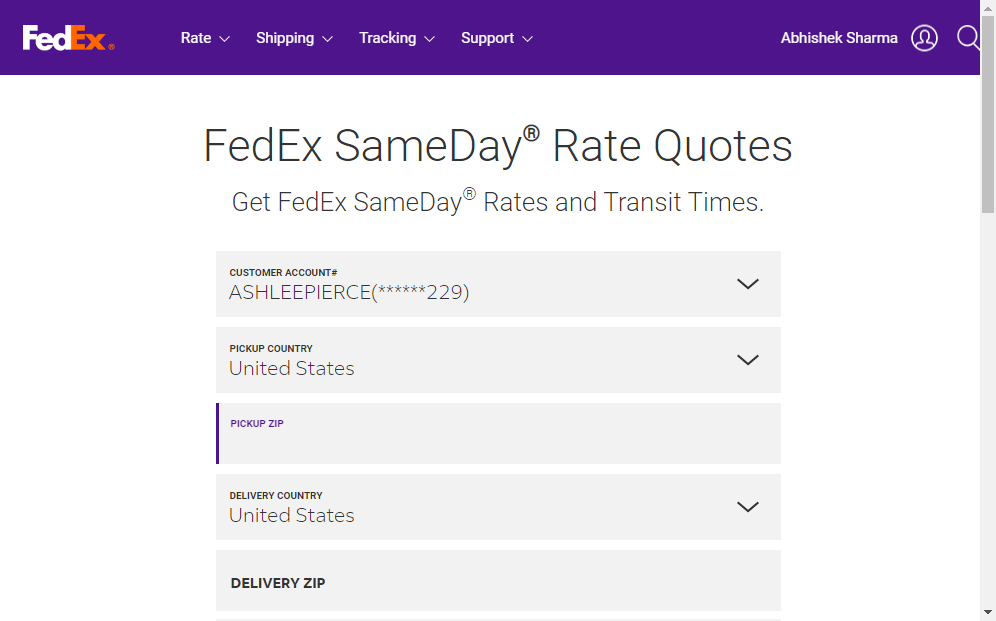 FedEx®
Rate
Shipping
Tracking
Support
Abhishek Sharma
FedEx SameDay® Rate Quotes
Get FedEx SameDay® Rates and Transit Times.
CUSTOMER ACCOUNT#
ASHLEEPIERCE(******229)
PICKUP COUNTRY
United States
PICKUP ZIP
DELIVERY COUNTRY
United States
DELIVERY ZIP